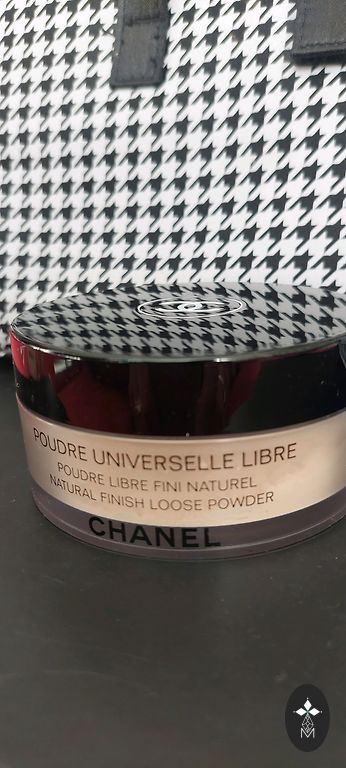 POUDRE UNIVERSELLE LIBRE
POUDRE LIBRE FINI NATUREL
NATURAL FINISH LOOSE POWDER
CHANEL
M